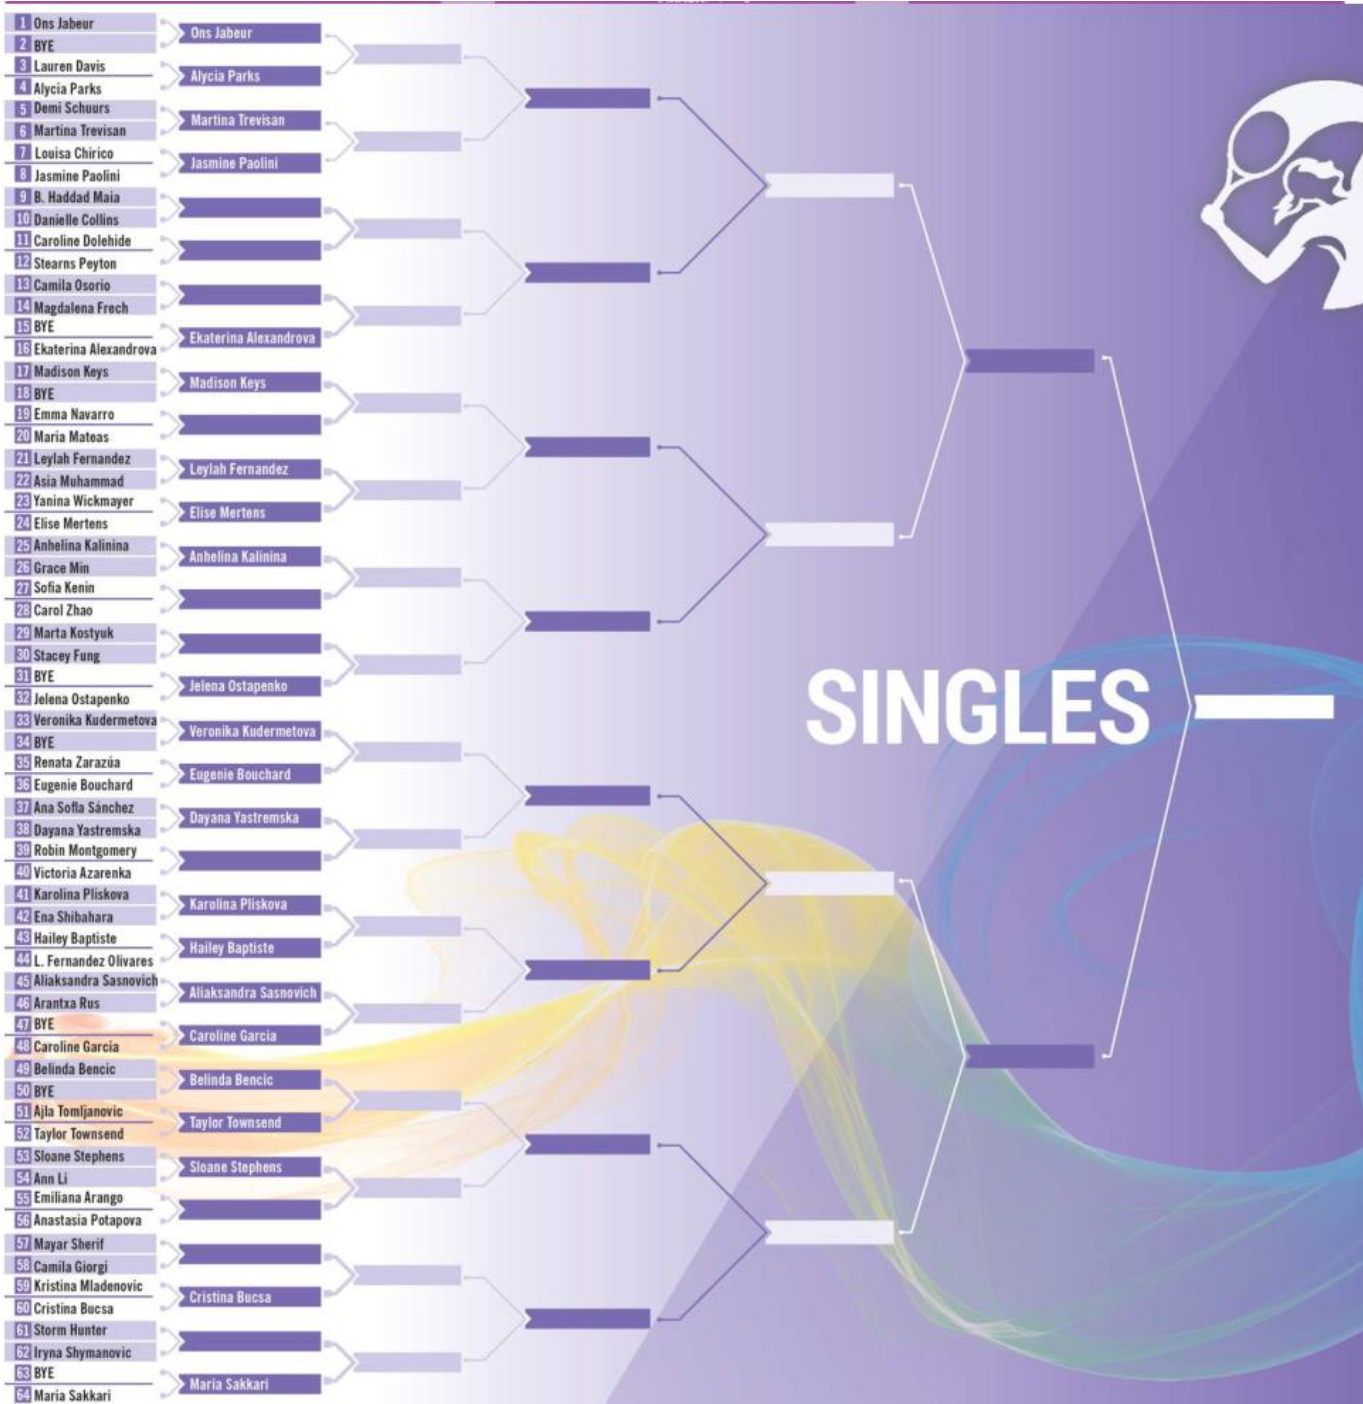 1 Ons Jabeur
2 BYE
3 Lauren Davis
4 Alycia Parks
5 Demi Schuurs
6 Martina Trevisan
7 Louisa Chirico
8 Jasmine Paolini
9 B. Haddad Maia
10 Danielle Collins
11 Caroline Dolehide
12 Stearns Peyton
13 Camila Osorio
14 Magdalena Frech
15 BYE
16 Ekaterina Alexandrova
17 Madison Keys
18 BYE
19 Emma Navarro
20 Maria Mateas
21 Leylah Fernandez
22 Asia Muhammad
23 Yanina Wickmayer
24 Elise Mertens
25 Anhelina Kalinina
26 Grace Min
27 Sofia Kenin
28 Carol Zhao
29 Marta Kostyuk
30 Stacey Fung
31 BYE
32 Jelena Ostapenko
33 Veronika Kudermetova
34 BYE
35 Renata Zarazúa
36 Eugenie Bouchard
37 Ana Sofia Sánchez
38 Dayana Yastremska
39 Robin Montgomery
40 Victoria Azarenka
41 Karolina Pliskova
42 Ena Shibahara
43 Hailey Baptiste
44 L. Fernandez Olivares
45 Aliaksandra Sasnovich
46 Arantxa Rus
47 BYE
48 Caroline Garcia
49 Belinda Bencic
50 BYE
51 Ajla Tomljanovic
52 Taylor Townsend
53 Sloane Stephens
54 Ann Li
55 Emiliana Arango
56 Anastasia Potapova
57 Mayar Sherif
58 Camila Giorgi
59 Kristina Mladenovic
60 Cristina Bucsa
61 Storm Hunter
62 Iryna Shymanovic
63 BYE
64 Maria Sakkari
Ons Jabeur
Alycia Parks
Martina Trevisan
Jasmine Paolini
Ekaterina Alexandrova
Madison Keys
Leylah Fernandez
Elise Mertens
Anhelina Kalinina
Jelena Ostapenko
Veronika Kudermetova
Eugenie Bouchard
Dayana Yastremska
Karolina Pliskova
Hailey Baptiste
Aliaksandra Sasnovich
Caroline Garcia
Belinda Bencic
Taylor Townsend
Sloane Stephens
Cristina Bucsa
Maria Sakkari
SINGLES